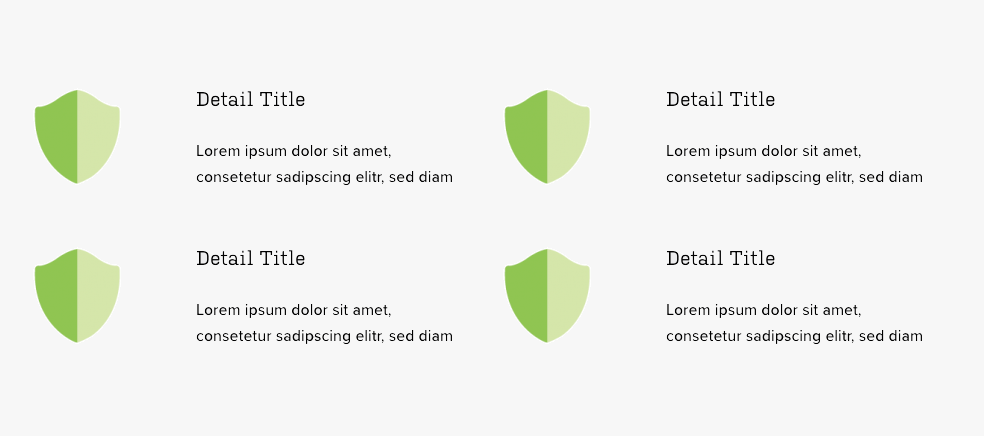 Detail Title
Lorem ipsum dolor sit amet,
consetetur sadipscing elitr, sed diam
Detail Title
Lorem ipsum dolor sit amet,
consetetur sadipscing elitr, sed diam
Detail Title
Lorem ipsum dolor sit amet,
consetetur sadipscing elitr, sed diam
Detail Title
Lorem ipsum dolor sit amet,
consetetur sadipscing elitr, sed diam